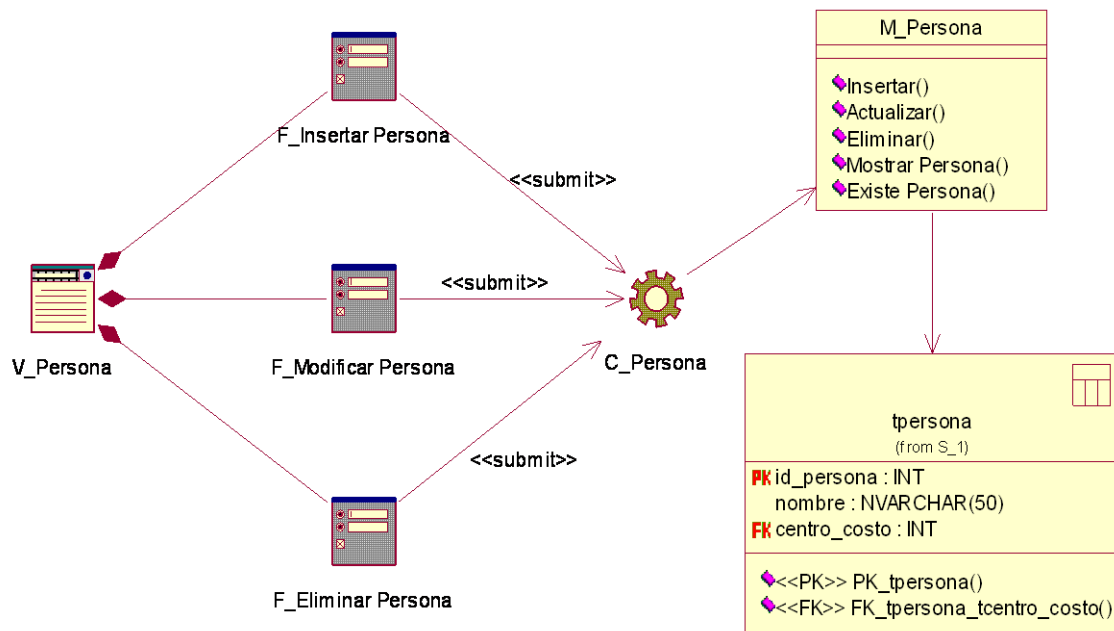 M_Persona
Insertar()
Actualizar()
Eliminar()
Mostrar Persona()
Existe Persona()
F_Insertar Persona
<<submit>>
V_Persona
F_Modificar Persona
<<submit>>
C_Persona
F_Eliminar Persona
<<submit>>
tpersona
(from S_1)
PK id_persona : INT
nombre : NVARCHAR(50)
FK centro_costo : INT
<<PK>> PK_tpersona()
<<FK>> FK_tpersona_tcentro_costo()